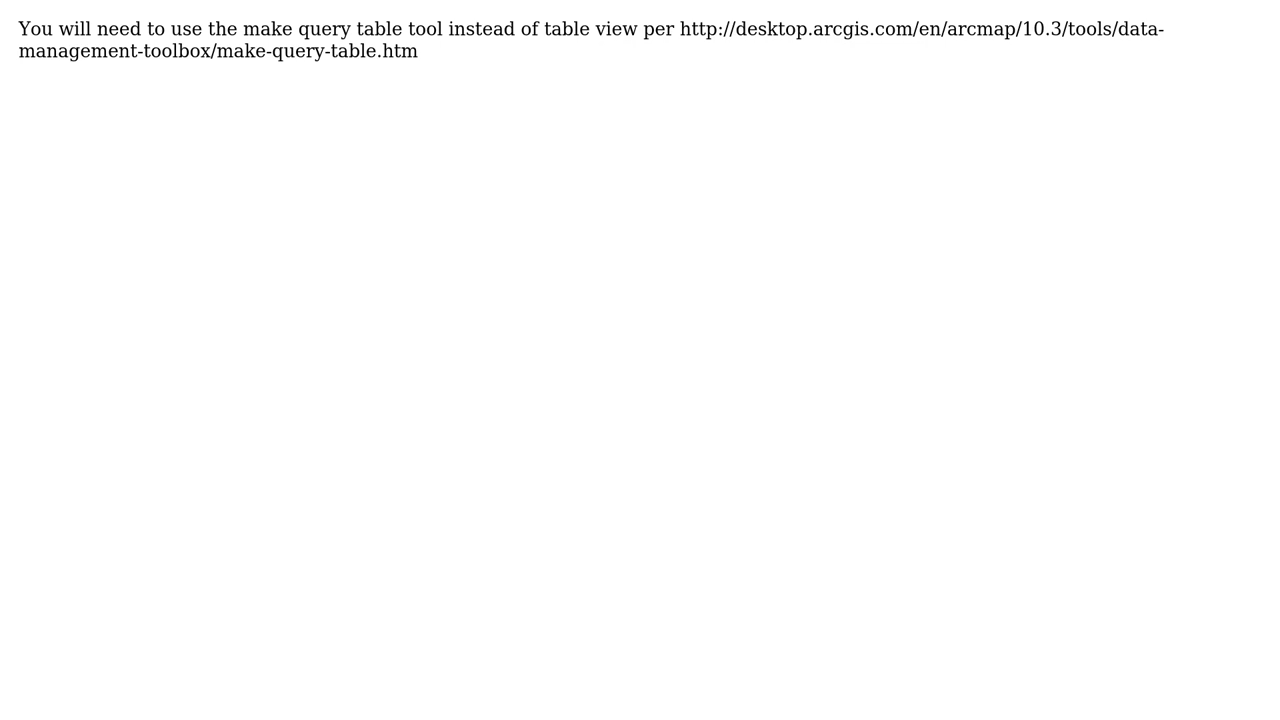 You will need to use the make query table tool instead of table view per http://desktop.arcgis.com/en/arcmap/10.3/tools/data-
management-toolbox/make-query-table.htm